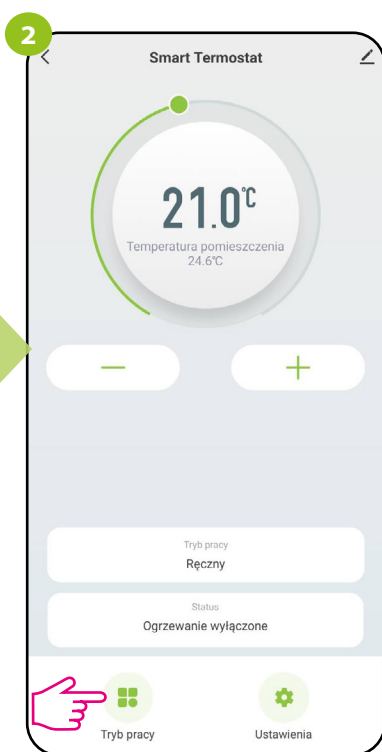 2
Smart Termostat
21.0°C
Temperatura pomieszczenia
24.6°C
Tryb pracy
Ręczny
Status
Ogrzewanie wyłączone
Tryb pracy
Ustawienia